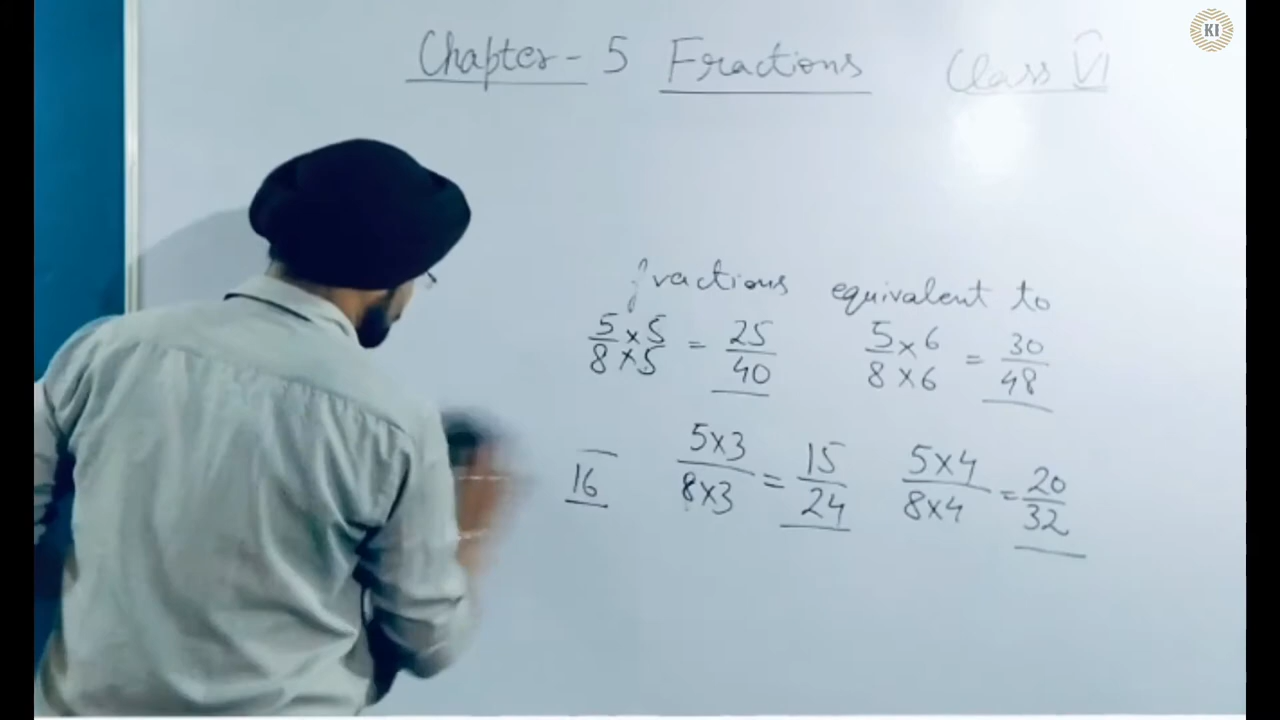 KI
Chapter - 5 Fractions Class VI
fractions equivalent to
5/8 × 5/5 = 25/40 5/8 × 6/6 = 30/48
16 5×3/8×3 = 15/24 5×4/8×4 = 20/32